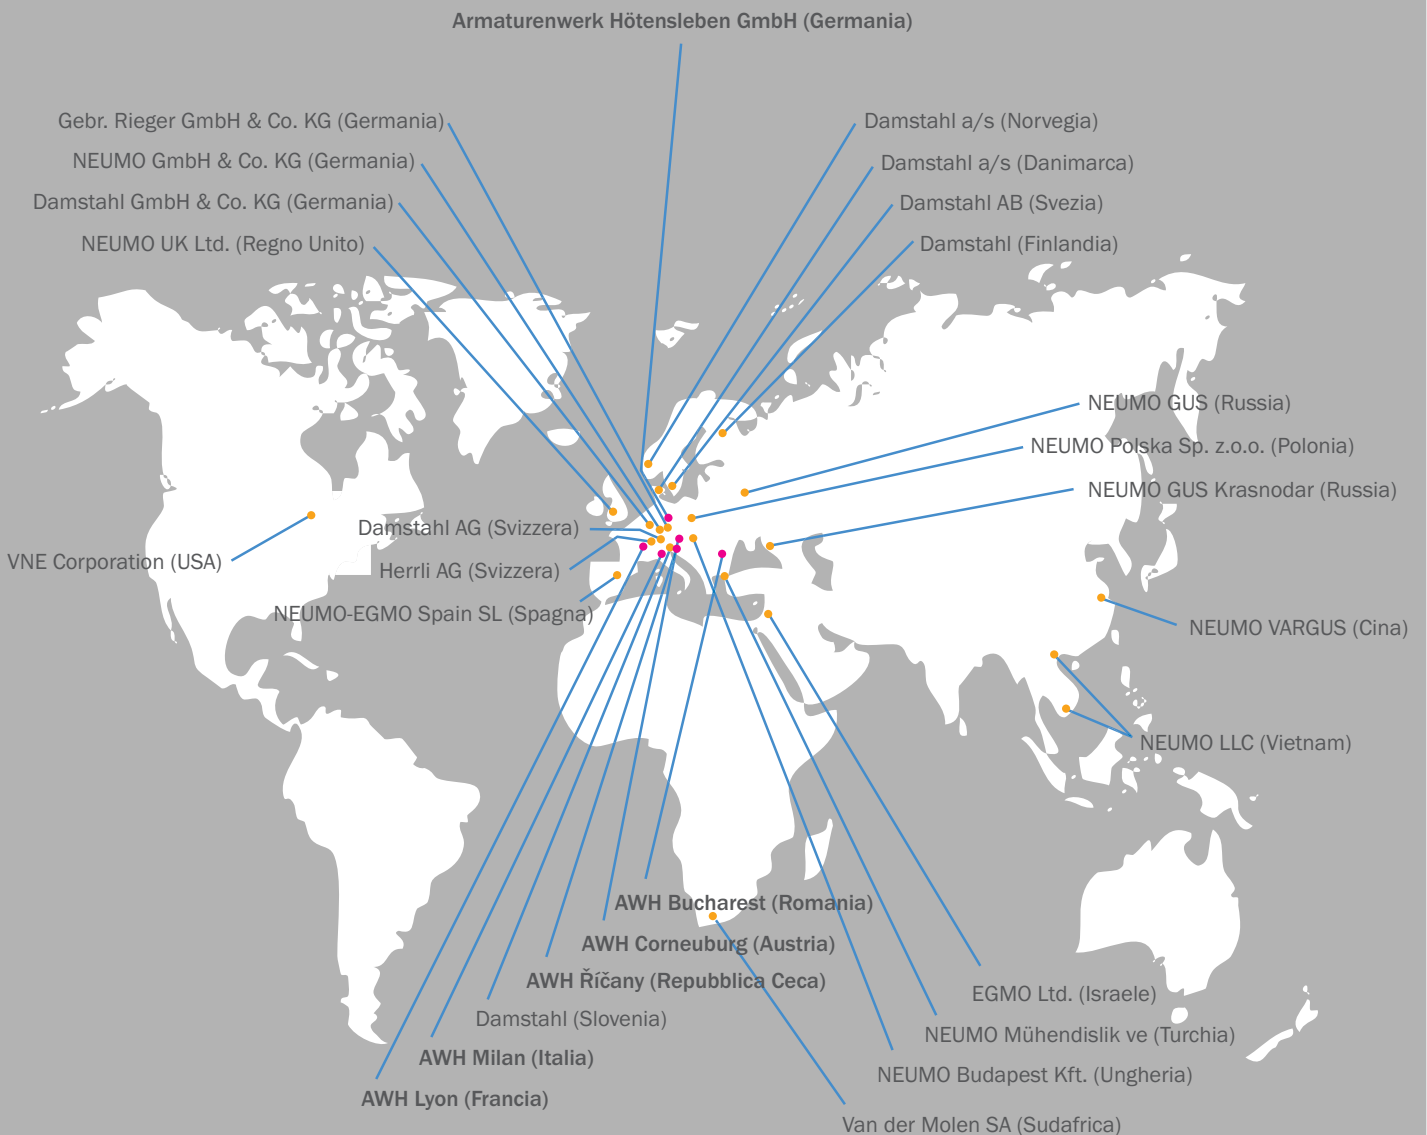 Armaturenwerk Hötensleben GmbH (Germania)
Gebr. Rieger GmbH & Co. KG (Germania)
NEUMO GmbH & Co. KG (Germania)
Damstahl GmbH & Co. KG (Germania)
NEUMO UK Ltd. (Regno Unito)
Damstahl a/s (Norvegia)
Damstahl a/s (Danimarca)
Damstahl AB (Svezia)
Damstahl (Finlandia)
NEUMO GUS (Russia)
NEUMO Polska Sp. z.o.o. (Polonia)
NEUMO GUS Krasnodar (Russia)
Damstahl AG (Svizzera)
VNE Corporation (USA)
Herrli AG (Svizzera)
NEUMO-EGMO Spain SL (Spagna)
NEUMO VARGUS (Cina)
NEUMO LLC (Vietnam)
AWH Bucharest (Romania)
AWH Corneuburg (Austria)
AWH Říčany (Repubblica Ceca)
Damstahl (Slovenia)
AWH Milan (Italia)
AWH Lyon (Francia)
EGMO Ltd. (Israele)
NEUMO Mühendislik ve (Turchia)
NEUMO Budapest Kft. (Ungheria)
Van der Molen SA (Sudafrica)